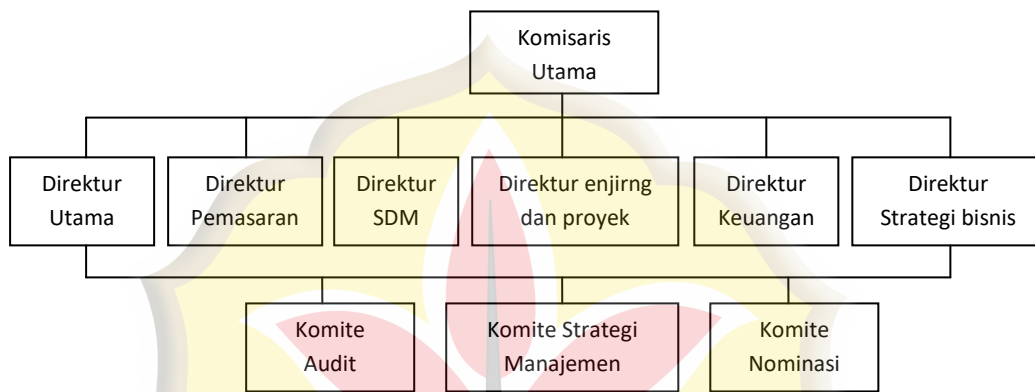 Komisaris
Utama
Direktur
Utama
Direktur
Pemasaran
Direktur
SDM
Direktur enjirng
dan proyek
Direktur
Keuangan
Direktur
Strategi bisnis
Komite
Audit
Komite Strategi
Manajemen
Komite
Nominasi